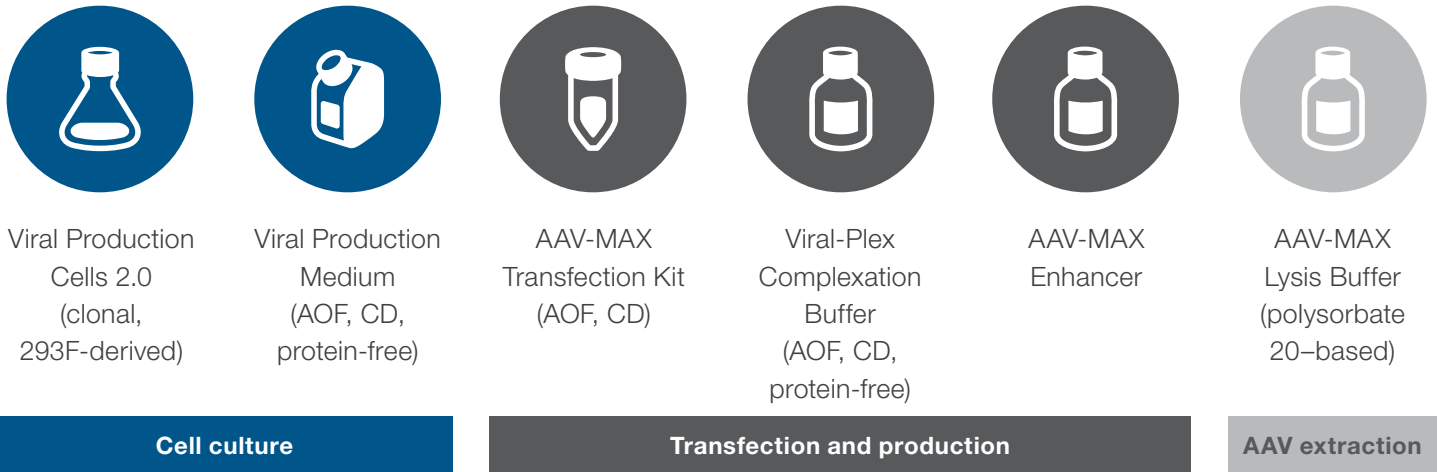 Viral Production
Cells 2.0
(clonal,
293F-derived)
Viral Production
Medium
(AOF, CD,
protein-free)
AAV-MAX
Transfection Kit
(AOF, CD)
Viral-Plex
Complexation
Buffer
(AOF, CD,
protein-free)
AAV-MAX
Enhancer
AAV-MAX
Lysis Buffer
(polysorbate
20–based)
Cell culture
Transfection and production
AAV extraction